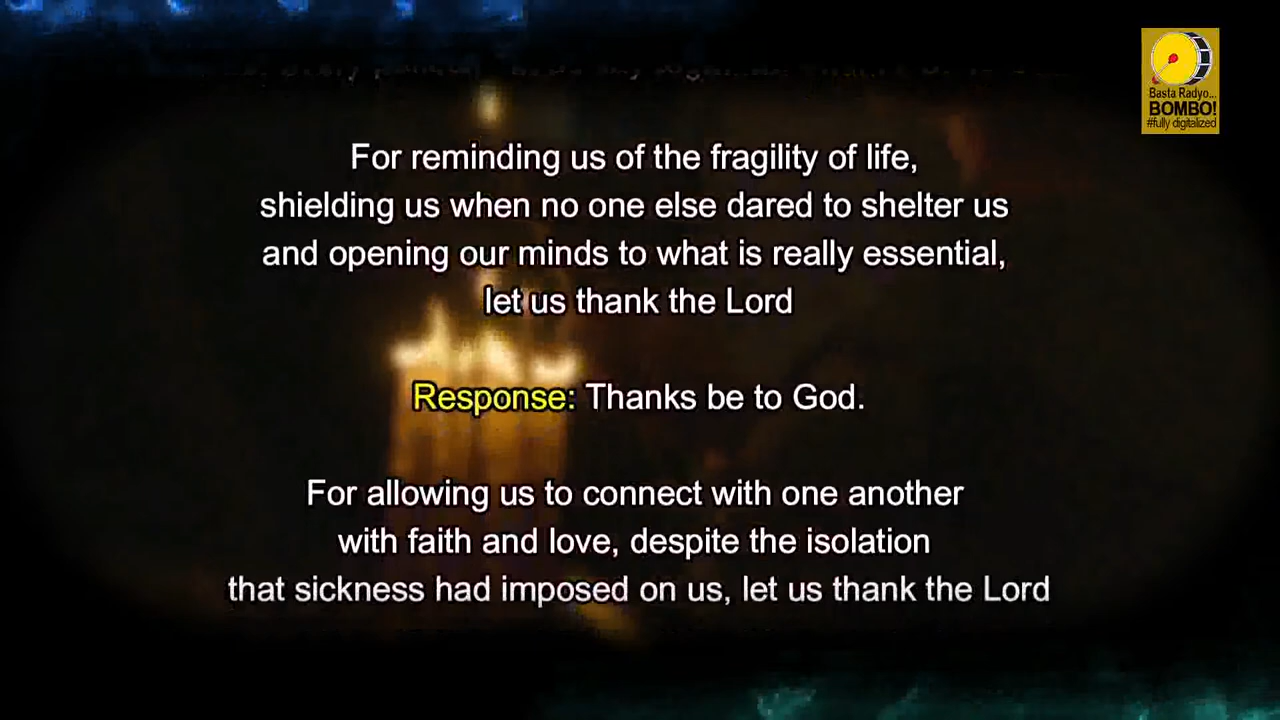 Basta Radyo...
BOMBO!
#fully digitalized
For reminding us of the fragility of life,
shielding us when no one else dared to shelter us
and opening our minds to what is really essential,
let us thank the Lord
Response: Thanks be to God.
For allowing us to connect with one another
with faith and love, despite the isolation
that sickness had imposed on us, let us thank the Lord